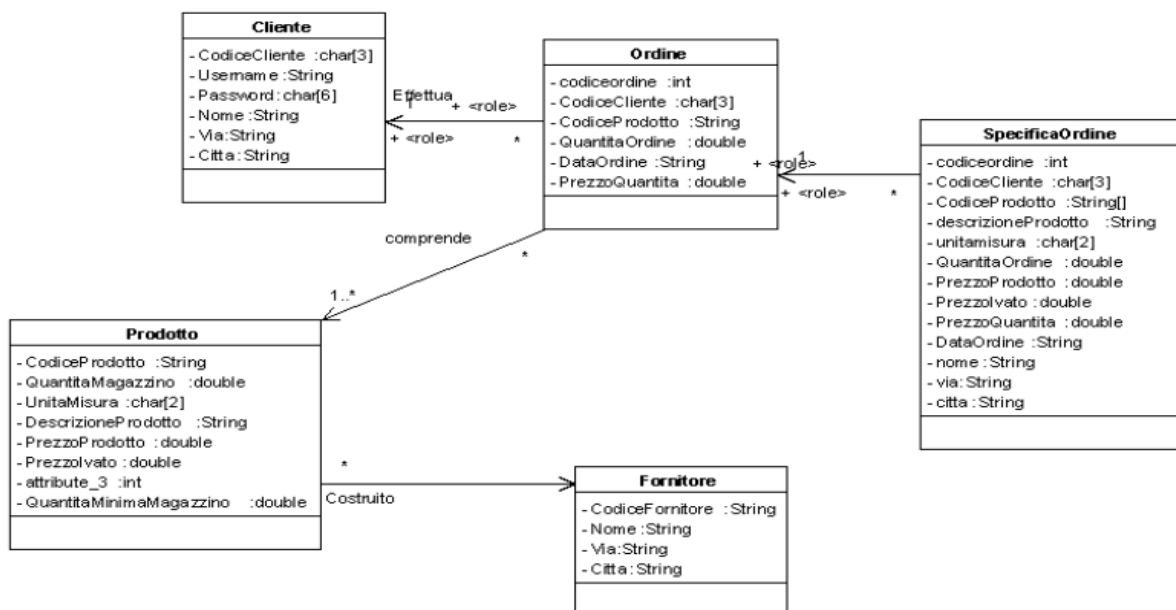 Cliente
- CodiceCliente :char[3]
- Username :String
- Password :char[6]
- Nome :String
- Via:String
- Citta :String
Effettua
1
+ <role>
+ <role>
*
Ordine
- codiceordine :int
- CodiceCliente :char[3]
- CodiceProdotto :String
- QuantitaOrdine :double
- DataOrdine :String
- PrezzoQuantita :double
+ <role>
1
+ <role>
*
SpecificaOrdine
- codiceordine :int
- CodiceCliente :char[3]
- CodiceProdotto :String[]
- descrizioneProdotto :String
- unitamisura :char[2]
- QuantitaOrdine :double
- PrezzoProdotto :double
- PrezzoIvato :double
- PrezzoQuantita :double
- DataOrdine :String
- nome :String
- via:String
- citta :String
comprende
*
1..*
Prodotto
- CodiceProdotto :String
- QuantitaMagazzino :double
- UnitaMisura :char[2]
- DescrizioneProdotto :String
- PrezzoProdotto :double
- PrezzoIvato :double
- attribute_3 :int
- QuantitaMinimaMagazzino :double
*
Costruito
Fornitore
- CodiceFornitore :String
- Nome :String
- Via:String
- Citta :String